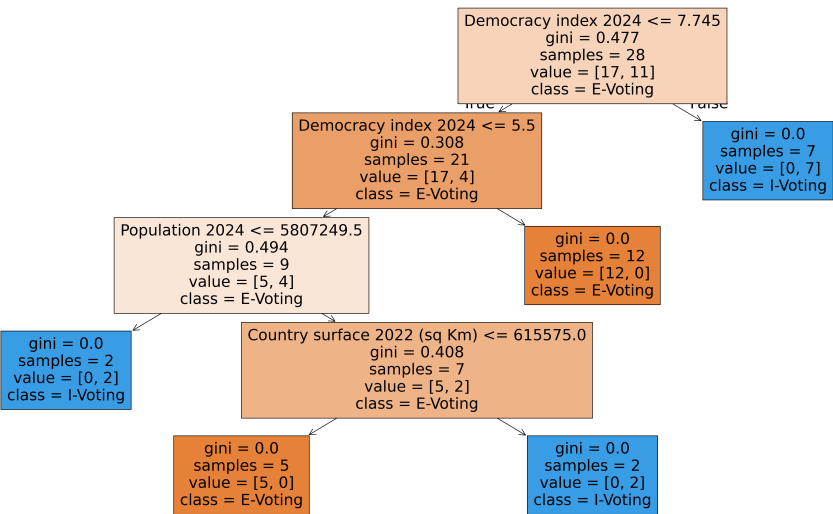 Democracy index 2024 <= 7.745
gini = 0.477
samples = 28
value = [17, 11]
class = E-Voting
True
False
Democracy index 2024 <= 5.5
gini = 0.308
samples = 21
value = [17, 4]
class = E-Voting
gini = 0.0
samples = 7
value = [0, 7]
class = I-Voting
Population 2024 <= 5807249.5
gini = 0.494
samples = 9
value = [5, 4]
class = E-Voting
gini = 0.0
samples = 12
value = [12, 0]
class = E-Voting
gini = 0.0
samples = 2
value = [0, 2]
class = I-Voting
Country surface 2022 (sq Km) <= 615575.0
gini = 0.408
samples = 7
value = [5, 2]
class = E-Voting
gini = 0.0
samples = 5
value = [5, 0]
class = E-Voting
gini = 0.0
samples = 2
value = [0, 2]
class = I-Voting